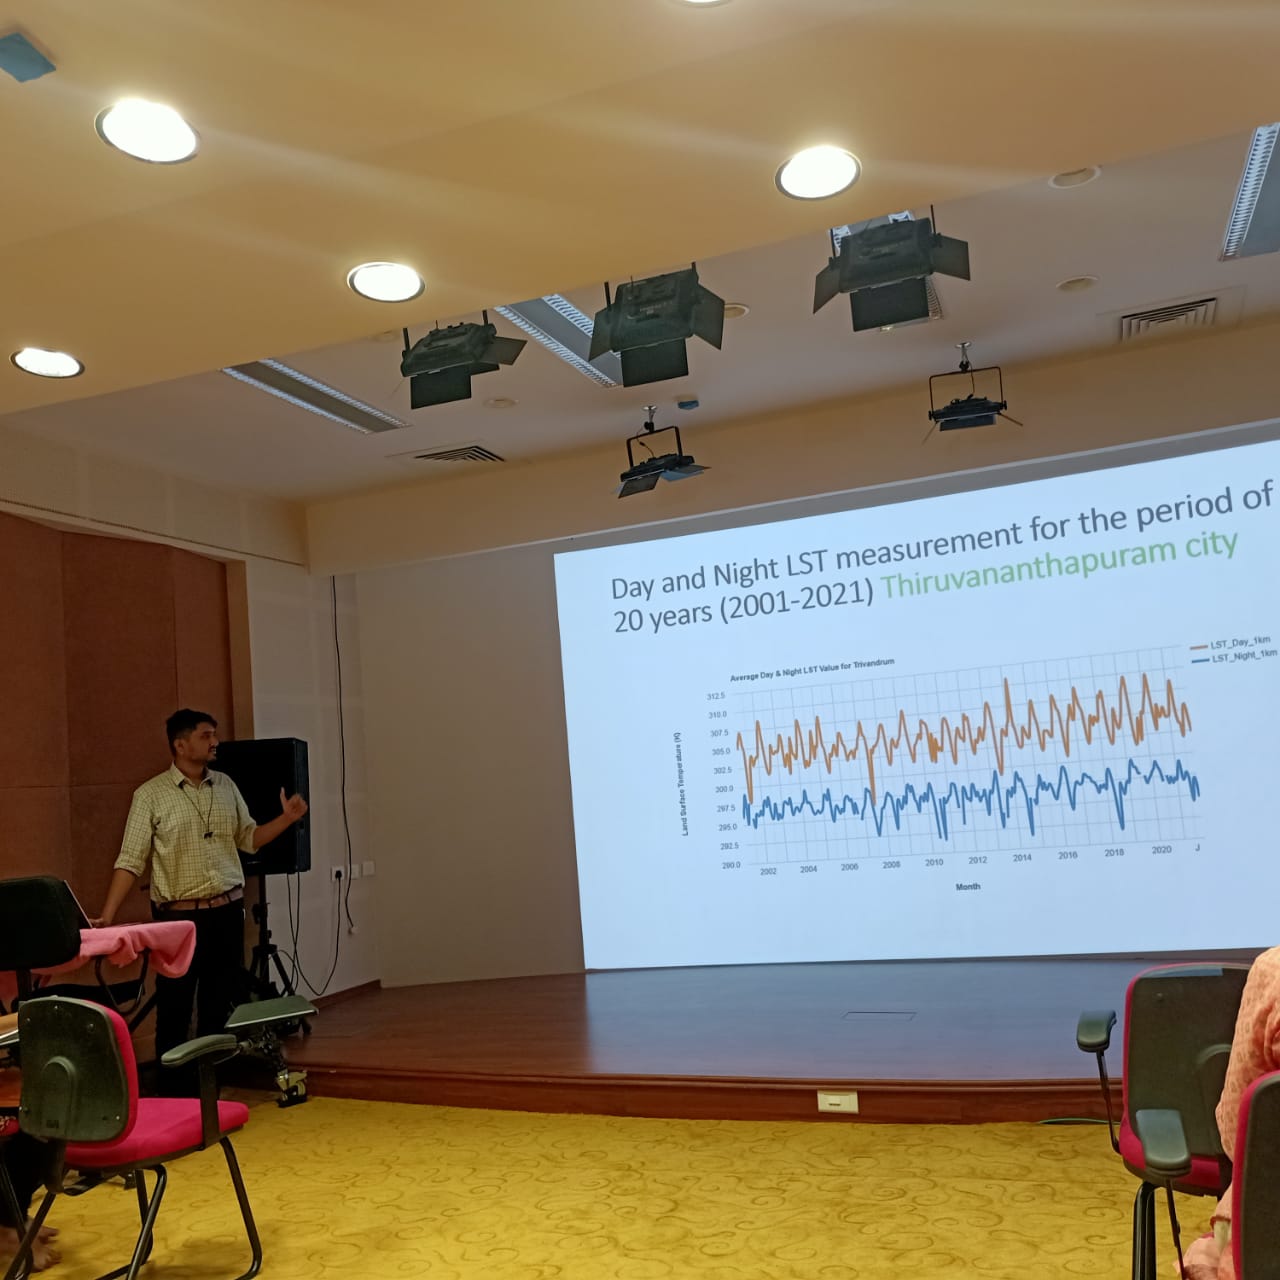 Day and Night LST measurement for the period of
20 years (2001-2021) Thiruvananthapuram city
Average Day & Night LST Value for Trivandrum
LST_Day_1km
LST_Night_1km
Land Surface Temperature (K)
312.5
310.0
307.5
305.0
302.5
300.0
297.5
295.0
292.5
290.0
2002 2004 2006 2008 2010 2012 2014 2016 2018 2020 J
Month